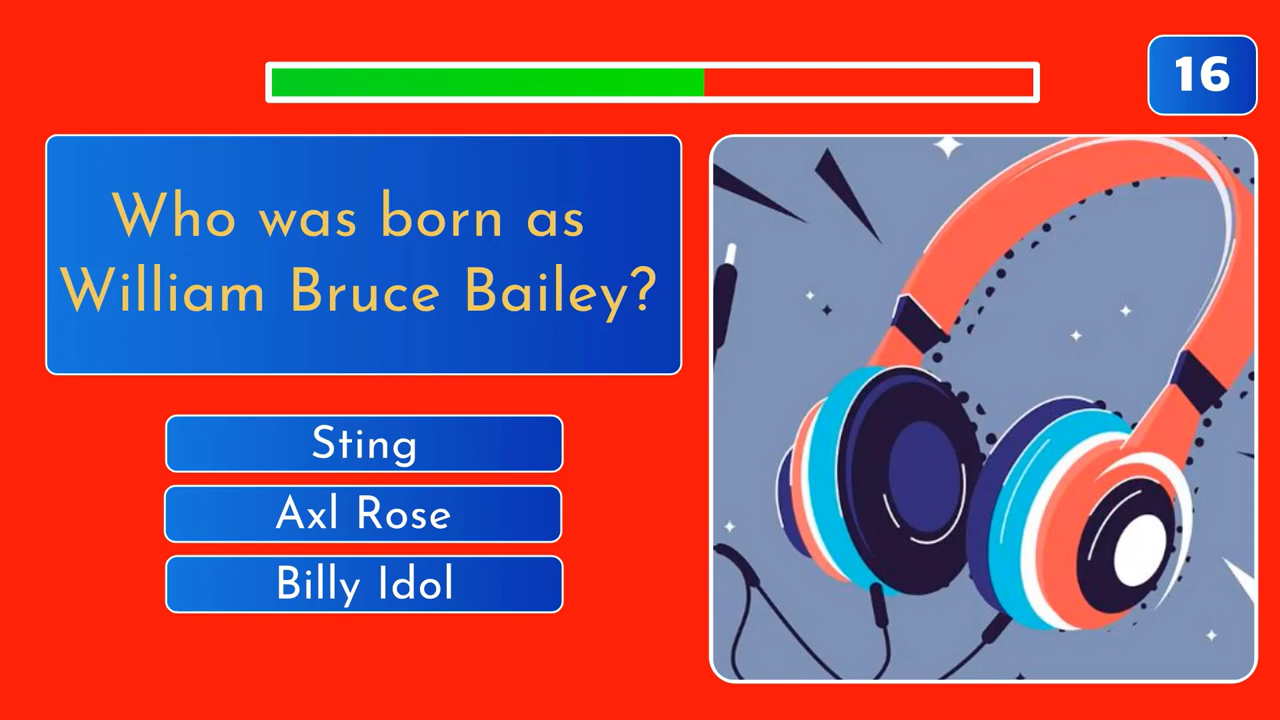 16
Who was born as
William Bruce Bailey?
Sting
Axl Rose
Billy Idol